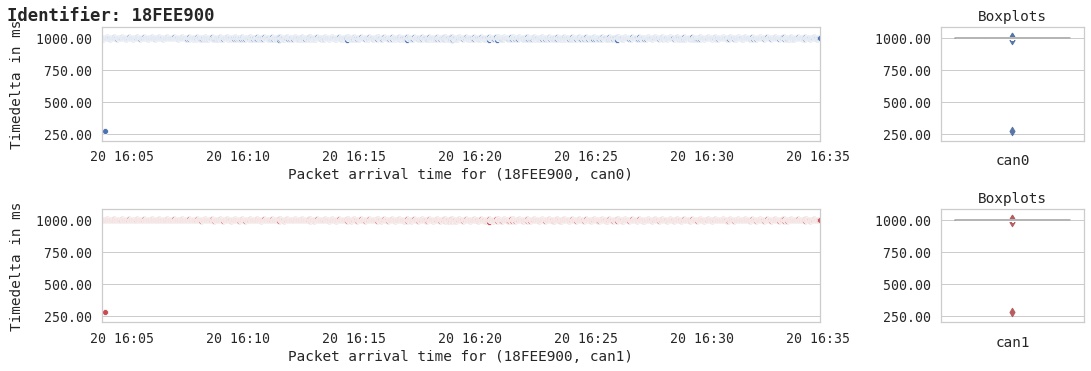 Identifier: 18FEE900
Boxplots
Timedelta in ms
1000.00
750.00
500.00
250.00
20 16:05 20 16:10 20 16:15 20 16:20 20 16:25 20 16:30 20 16:35
Packet arrival time for (18FEE900, can0)
1000.00
750.00
500.00
250.00
can0
Boxplots
Timedelta in ms
1000.00
750.00
500.00
250.00
20 16:05 20 16:10 20 16:15 20 16:20 20 16:25 20 16:30 20 16:35
Packet arrival time for (18FEE900, can1)
1000.00
750.00
500.00
250.00
can1